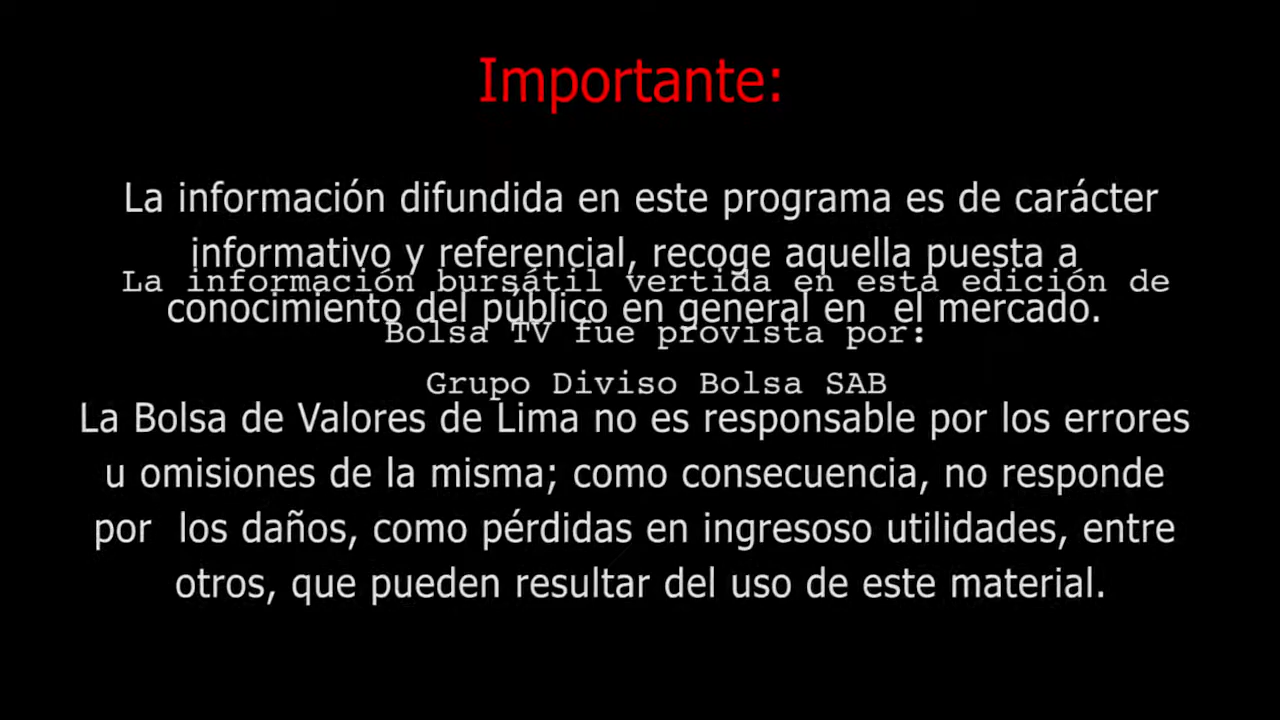 Importante:
La información difundida en este programa es de carácter
informativo y referencial, recoge aquella puesta a
La información bursátil vertida en esta edición de
conocimiento del público en general en el mercado.
Bolsa TV fue provista por:
Grupo Diviso Bolsa SAB
La Bolsa de Valores de Lima no es responsable por los errores
u omisiones de la misma; como consecuencia, no responde
por los daños, como pérdidas en ingresoso utilidades, entre
otros, que pueden resultar del uso de este material.